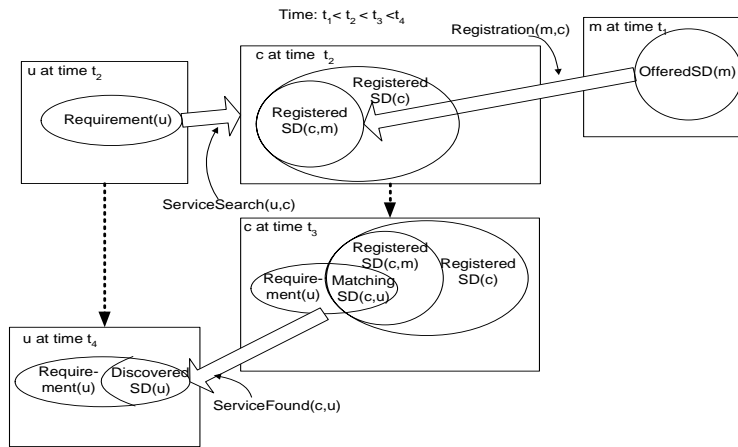 Time: t1< t2 < t3 <t4
Registration(m,c)
m at time t1
OfferedSD(m)
c at time t2
Registered
SD(c)
Registered
SD(c,m)
u at time t2
Requirement(u)
ServiceSearch(u,c)
c at time t3
Registered
SD(c,m)
Registered
SD(c)
Require-
ment(u)
Matching
SD(c,u)
u at time t4
Require-
ment(u)
Discovered
SD(u)
ServiceFound(c,u)